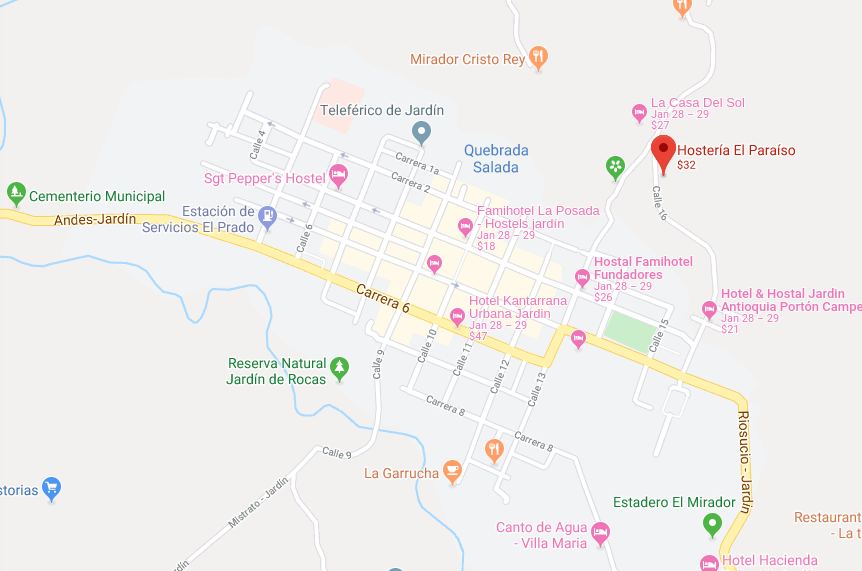 Mirador Cristo Rey
La Casa Del Sol
Jan 28 – 29
$27
Teleférico de Jardín
Quebrada
Salada
Hostería El Paraíso
$32
Calle 4
Carrera 1a
Carrera 2
Sgt Pepper's Hostel
Calle 16
Cementerio Municipal
Andes-Jardín
Estación de
Servicios El Prado
Calle 6
Famihotel La Posada
- Hostels jardín
Jan 28 – 29
$18
Hostal Famihotel
Fundadores
Jan 28 – 29
$26
Carrera 6
Hotel Kantarrana
Urbana Jardin
Jan 28 – 29
$47
Hotel & Hostal Jardin
Antioquia Portón Campe
Jan 28 – 29
$21
Calle 15
Reserva Natural
Jardín de Rocas
Calle 9
Calle 10
Calle 11
Calle 12
Calle 13
Carrera 8
Carrera 8
Riosucio - Jardín
Calle 9
La Garrucha
Mistrato - Jardín
storias
Estadero El Mirador
Canto de Agua
- Villa Maria
Restaurant
- La t
Hotel Hacienda
dín